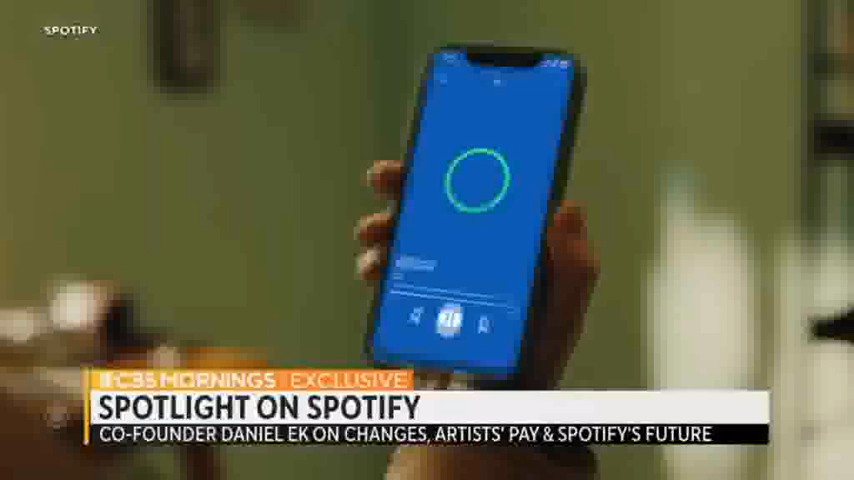 SPOTIFY
CBS MORNINGS EXCLUSIVE
SPOTLIGHT ON SPOTIFY
CO-FOUNDER DANIEL EK ON CHANGES, ARTISTS' PAY & SPOTIFY'S FUTURE